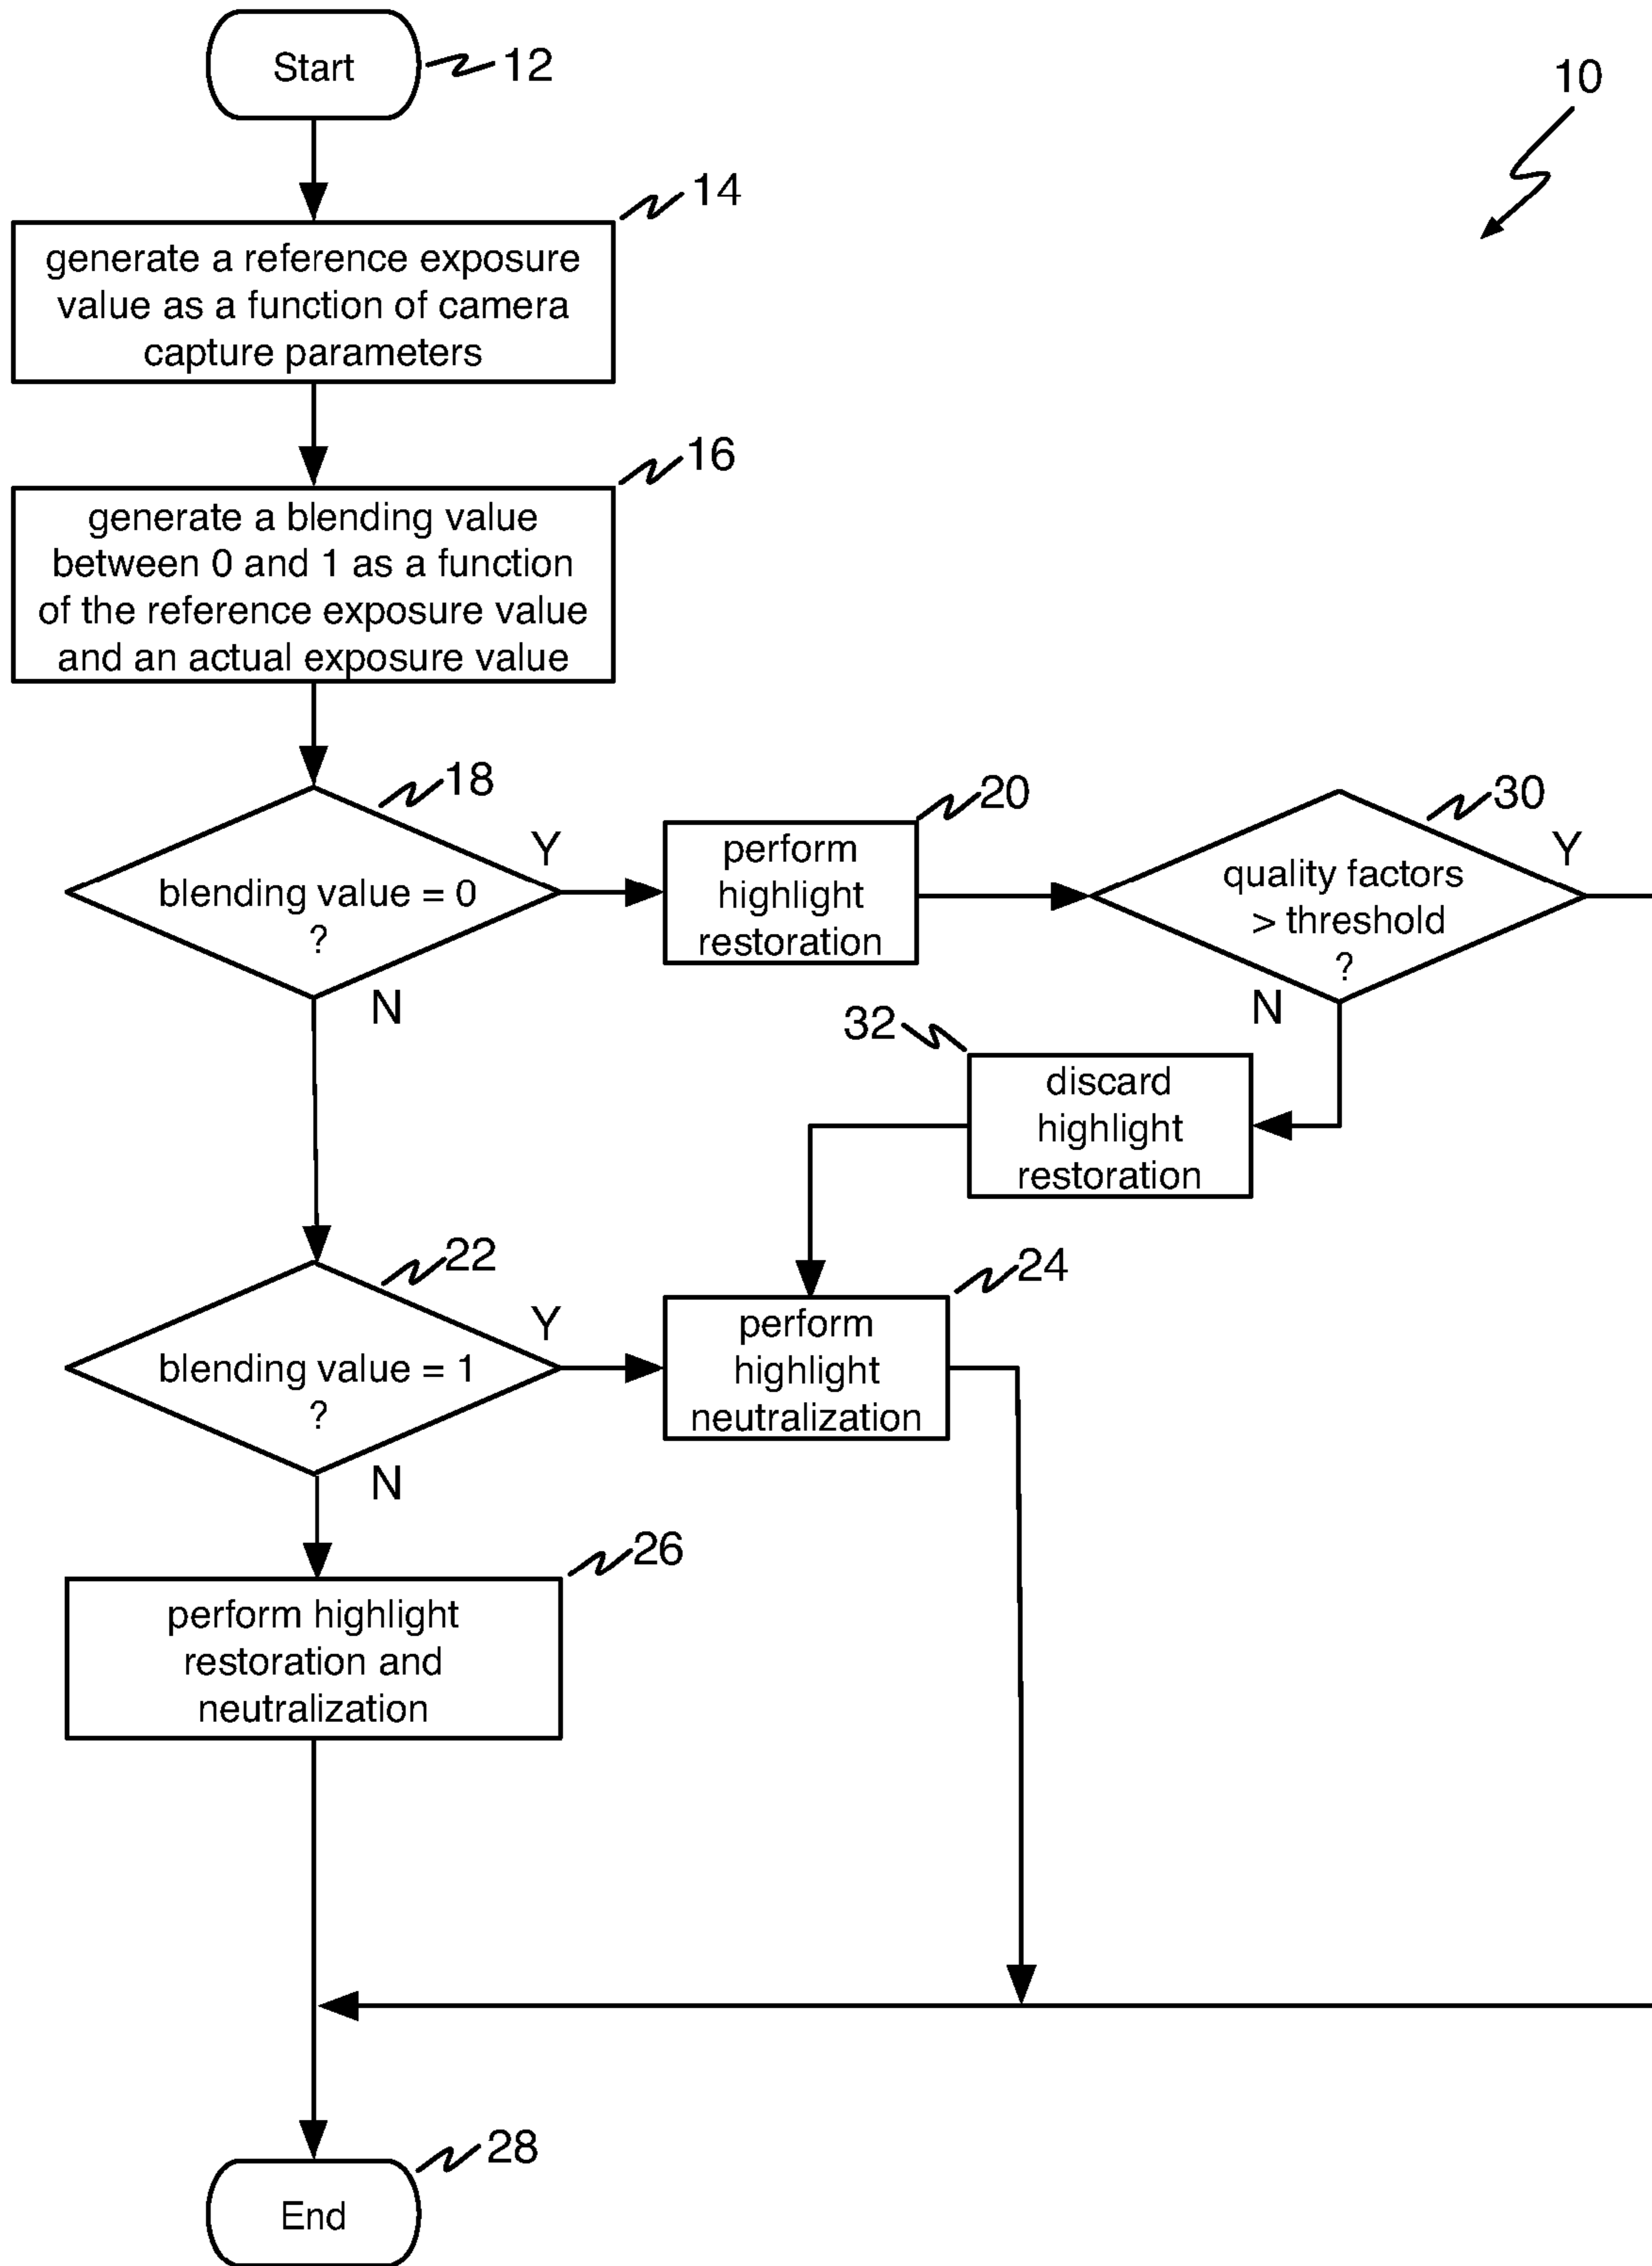 Start
12
10
14
generate a reference exposure
value as a function of camera
capture parameters
16
generate a blending value
between 0 and 1 as a function
of the reference exposure value
and an actual exposure value
18
blending value = 0
?
Y
N
20
perform
highlight
restoration
30
quality factors
> threshold
?
Y
N
32
discard
highlight
restoration
22
blending value = 1
?
Y
N
24
perform
highlight
neutralization
26
perform highlight
restoration and
neutralization
28
End